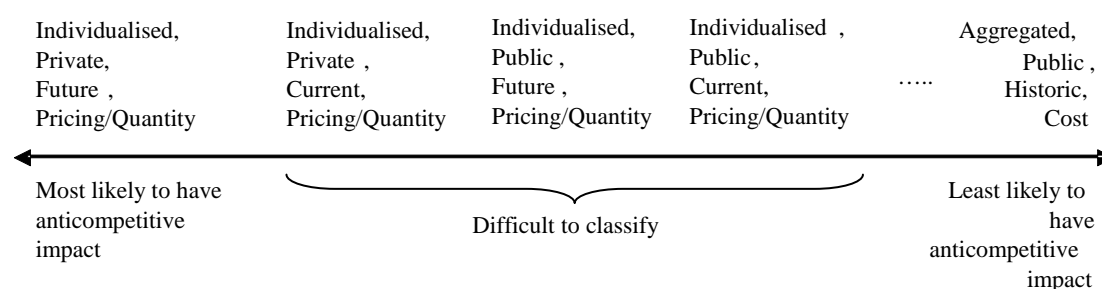 Individualised,
Private,
Future ,
Pricing/Quantity
Individualised,
Private ,
Current,
Pricing/Quantity
Individualised,
Public ,
Future ,
Pricing/Quantity
Individualised ,
Public,
Current,
Pricing/Quantity
.....
Aggregated,
Public ,
Historic,
Cost
Most likely to have
anticompetitive
impact
Difficult to classify
Least likely to
have
anticompetitive
impact